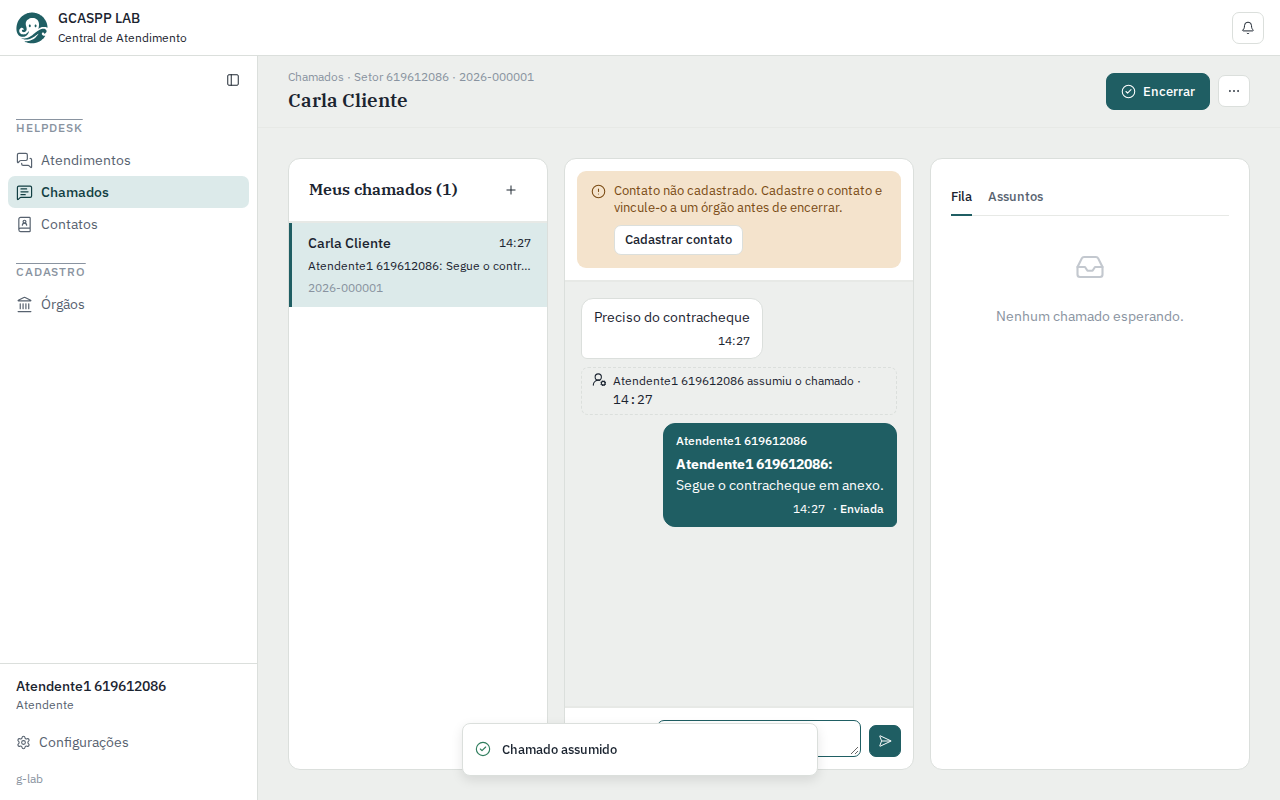 GCASPP LAB
Central de Atendimento
HELPDESK
Atendimentos
Chamados
Contatos
CADASTRO
Órgãos
Atendente1 619612086
Atendente
Configurações
g-lab
Chamados · Setor 619612086 · 2026-000001
Carla Cliente
Encerrar
Meus chamados (1)
Carla Cliente 14:27
Atendente1 619612086: Segue o contr...
2026-000001
Contato não cadastrado. Cadastre o contato e
vincule-o a um órgão antes de encerrar.
Cadastrar contato
Preciso do contracheque
14:27
Atendente1 619612086 assumiu o chamado ·
14:27
Atendente1 619612086
Atendente1 619612086:
Segue o contracheque em anexo.
14:27 · Enviada
Chamado assumido
Fila Assuntos
Nenhum chamado esperando.